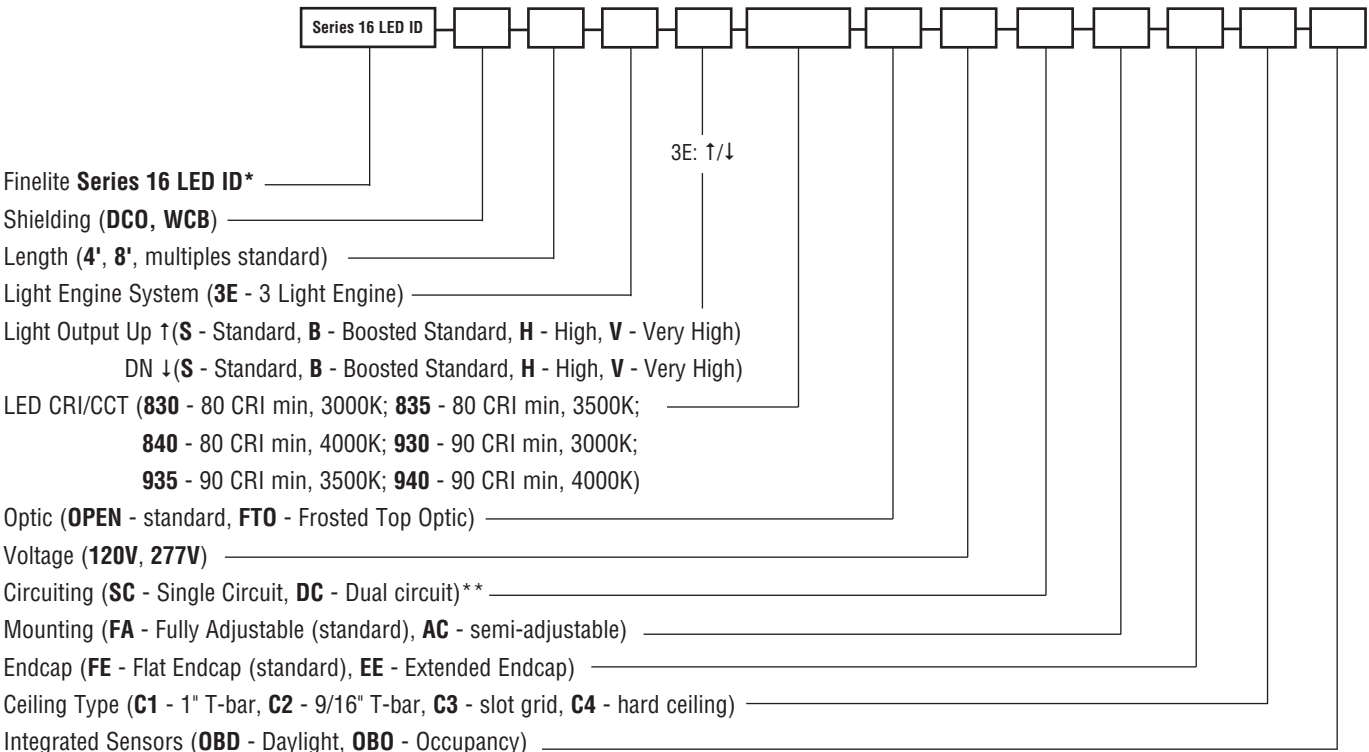 Series 16 LED ID
3E: ↑/↓
Finelite Series 16 LED ID*
Shielding (DCO, WCB)
Length (4', 8', multiples standard)
Light Engine System (3E - 3 Light Engine)
Light Output Up ↑(S - Standard, B - Boosted Standard, H - High, V - Very High)
DN ↓(S - Standard, B - Boosted Standard, H - High, V - Very High)
LED CRI/CCT (830 - 80 CRI min, 3000K; 835 - 80 CRI min, 3500K;
840 - 80 CRI min, 4000K; 930 - 90 CRI min, 3000K;
935 - 90 CRI min, 3500K; 940 - 90 CRI min, 4000K)
Optic (OPEN - standard, FTO - Frosted Top Optic)
Voltage (120V, 277V)
Circuiting (SC - Single Circuit, DC - Dual circuit)**
Mounting (FA - Fully Adjustable (standard), AC - semi-adjustable)
Endcap (FE - Flat Endcap (standard), EE - Extended Endcap)
Ceiling Type (C1 - 1" T-bar, C2 - 9/16" T-bar, C3 - slot grid, C4 - hard ceiling)
Integrated Sensors (OBD - Daylight, OBO - Occupancy)